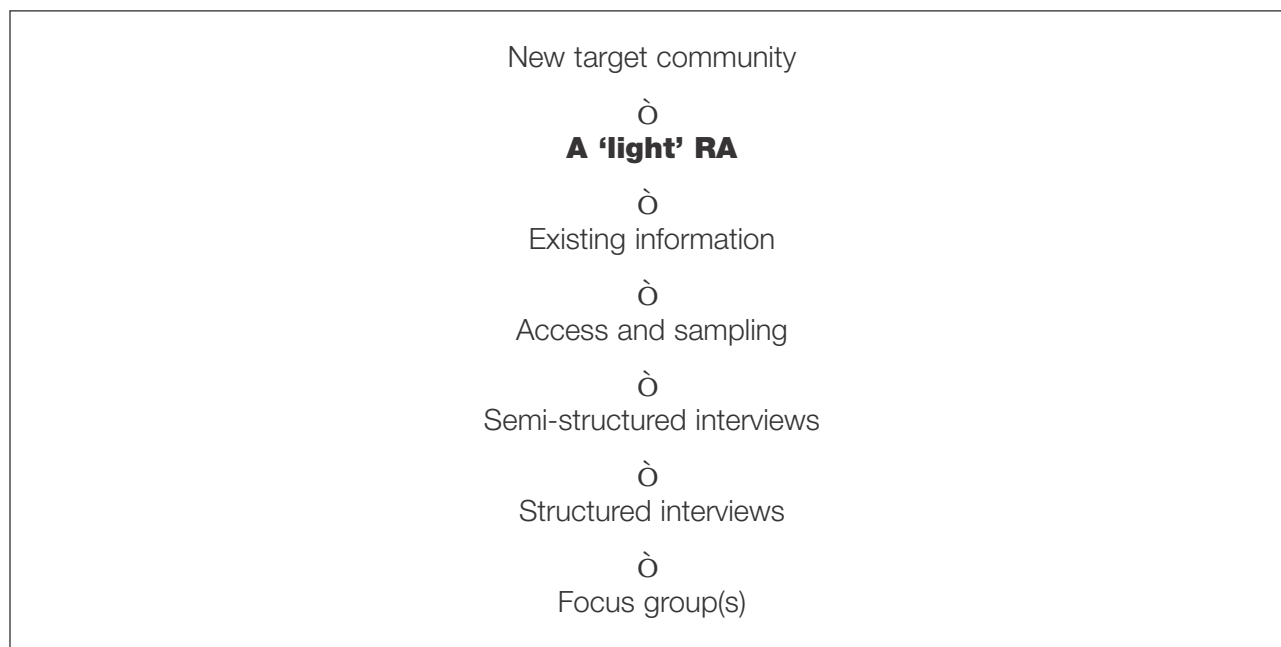 New target community
Ò
A ‘light’ RA
Ò
Existing information
Ò
Access and sampling
Ò
Semi-structured interviews
Ò
Structured interviews
Ò
Focus group(s)